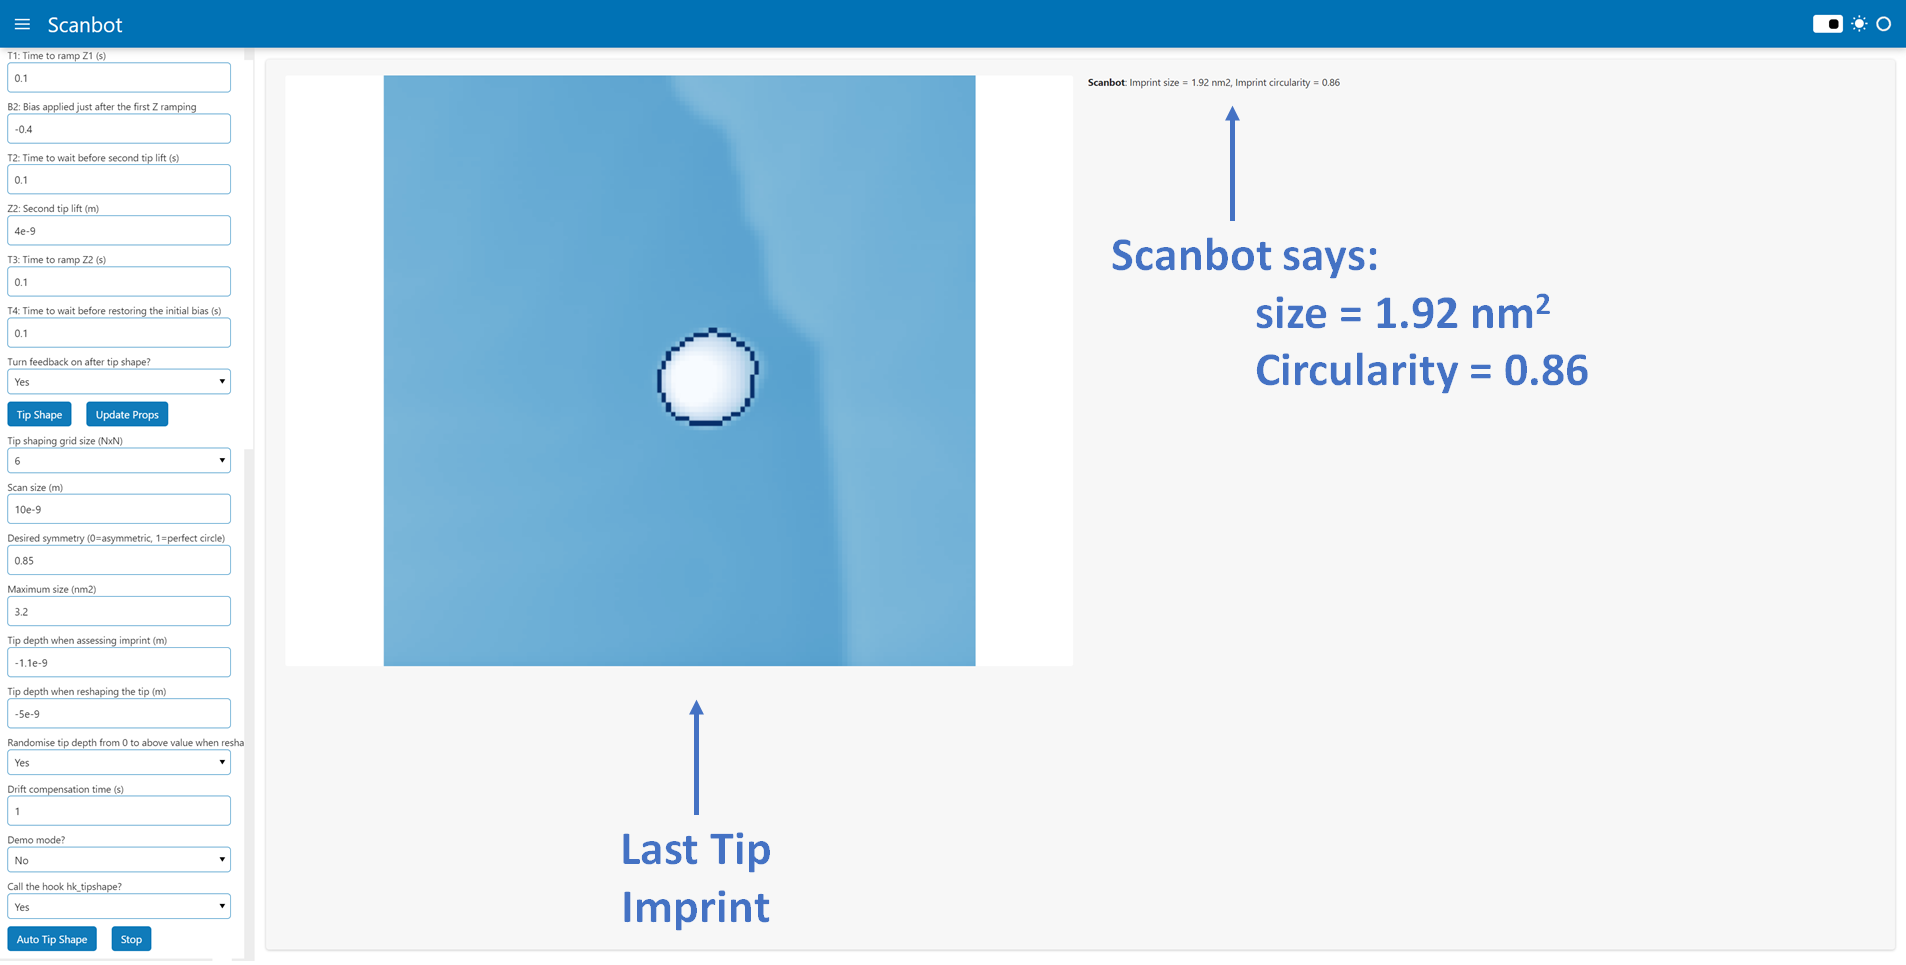 Scanbot
T1: Time to ramp Z1 (s)
0.1
B2: Bias applied just after the first Z ramping
-0.4
T2: Time to wait before second tip lift (s)
0.1
Z2: Second tip lift (m)
4e-9
T3: Time to ramp Z2 (s)
0.1
T4: Time to wait before restoring the initial bias (s)
0.1
Turn feedback on after tip shape?
Yes
Tip Shape Update Props
Tip shaping grid size (NxN)
6
Scan size (m)
10e-9
Desired symmetry (0=asymmetric, 1=perfect circle)
0.85
Maximum size (nm2)
3.2
Tip depth when assessing imprint (m)
-1.1e-9
Tip depth when reshaping the tip (m)
-5e-9
Randomise tip depth from 0 to above value when resha
Yes
Drift compensation time (s)
1
Demo mode?
No
Call the hook hk_tipshape?
Yes
Auto Tip Shape Stop
Scanbot: Imprint size = 1.92 nm2, Imprint circularity = 0.86
Scanbot says:
size = 1.92 nm²
Circularity = 0.86
Last Tip
Imprint